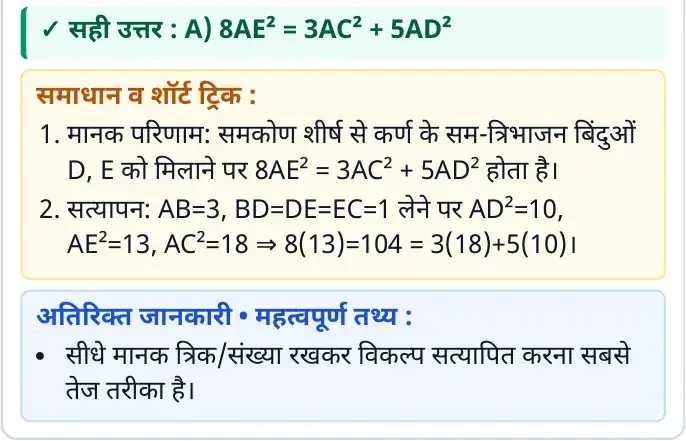 ✓ सही उत्तर : A) 8AE² = 3AC² + 5AD²
समाधान व शॉर्ट ट्रिक :
1. मानक परिणाम: समकोण शीर्ष से कर्ण के सम-त्रिभाजन बिंदुओं
D, E को मिलाने पर 8AE² = 3AC² + 5AD² होता है।
2. सत्यापन: AB=3, BD=DE=EC=1 लेने पर AD²=10,
AE²=13, AC²=18 ⇒ 8(13)=104 = 3(18)+5(10)।
अतिरिक्त जानकारी • महत्वपूर्ण तथ्य :
• सीधे मानक त्रिक/संख्या रखकर विकल्प सत्यापित करना सबसे
तेज तरीका है।